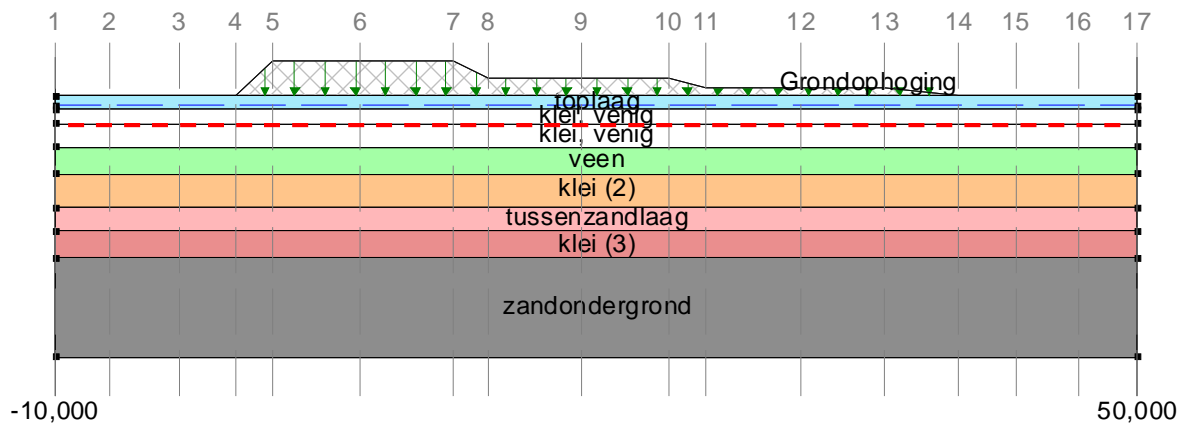 1 2 3 4 5 6 7 8 9 10 11 12 13 14 15 16 17
Grondophoging
toplaag
klei, venig
klei, venig
veen
klei (2)
tussenzandlaag
klei (3)
zandondergrond
-10,000 50,000